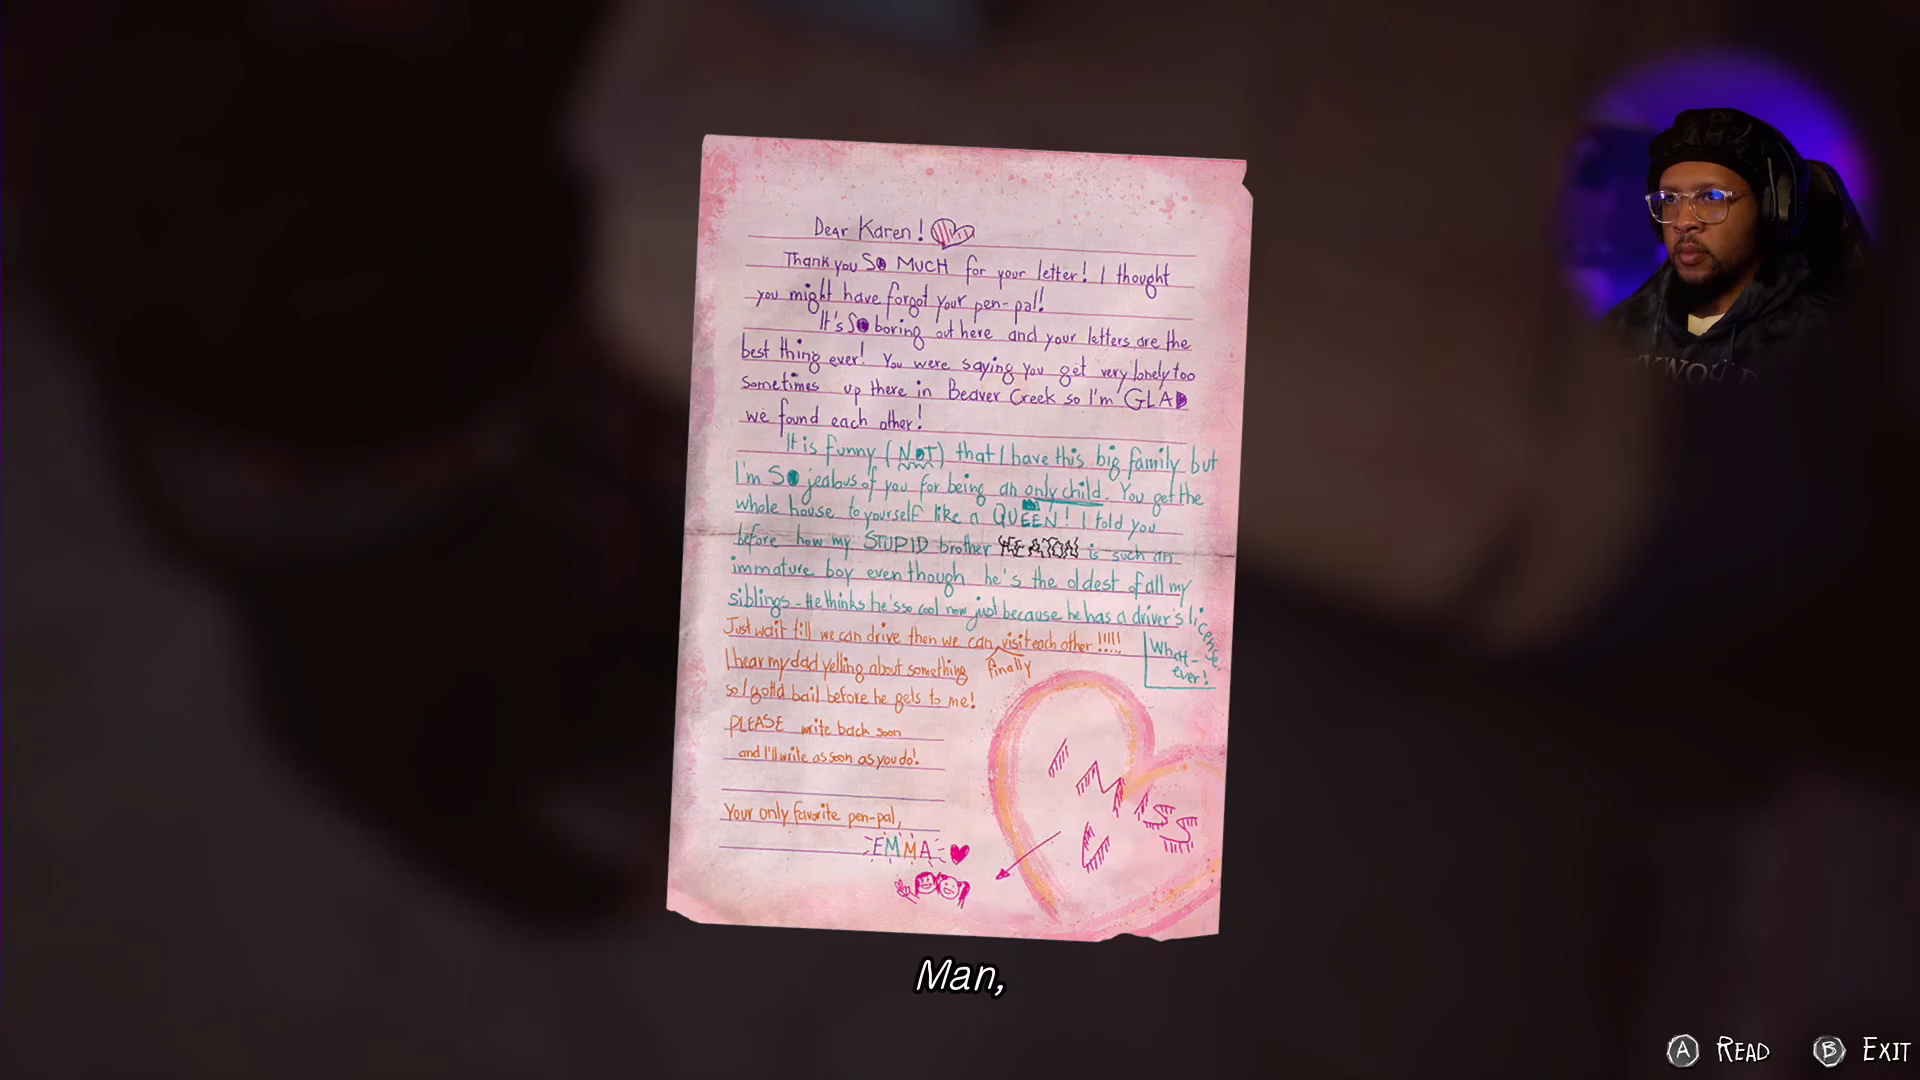 Dear Karen!
Thank you SO MUCH for your letter! I thought
you might have forgot your pen-pal!
It's SO boring out here and your letters are the
best thing ever! You were saying you get very lonely too
sometimes up there in Beaver Creek so I'm GLAD
we found each other!
It is funny (NOT) that I have this big family but
I'm SO jealous of you for being an only child. You get the
whole house to yourself like a QUEEN! I told you
before how my STUPID brother KEATON is such an
immature boy even though he's the oldest of all my
siblings - He thinks he's so cool now just because he has a driver's license.
What-
ever!
Just wait till we can drive then we can finally visit each other !!!!!
I hear my dad yelling about something
so I gotta bail before he gets to me!
PLEASE write back soon
and I'll write as soon as you do!
Your only favorite pen-pal,
EMMA
I MISS U
Man,
A READ B EXIT